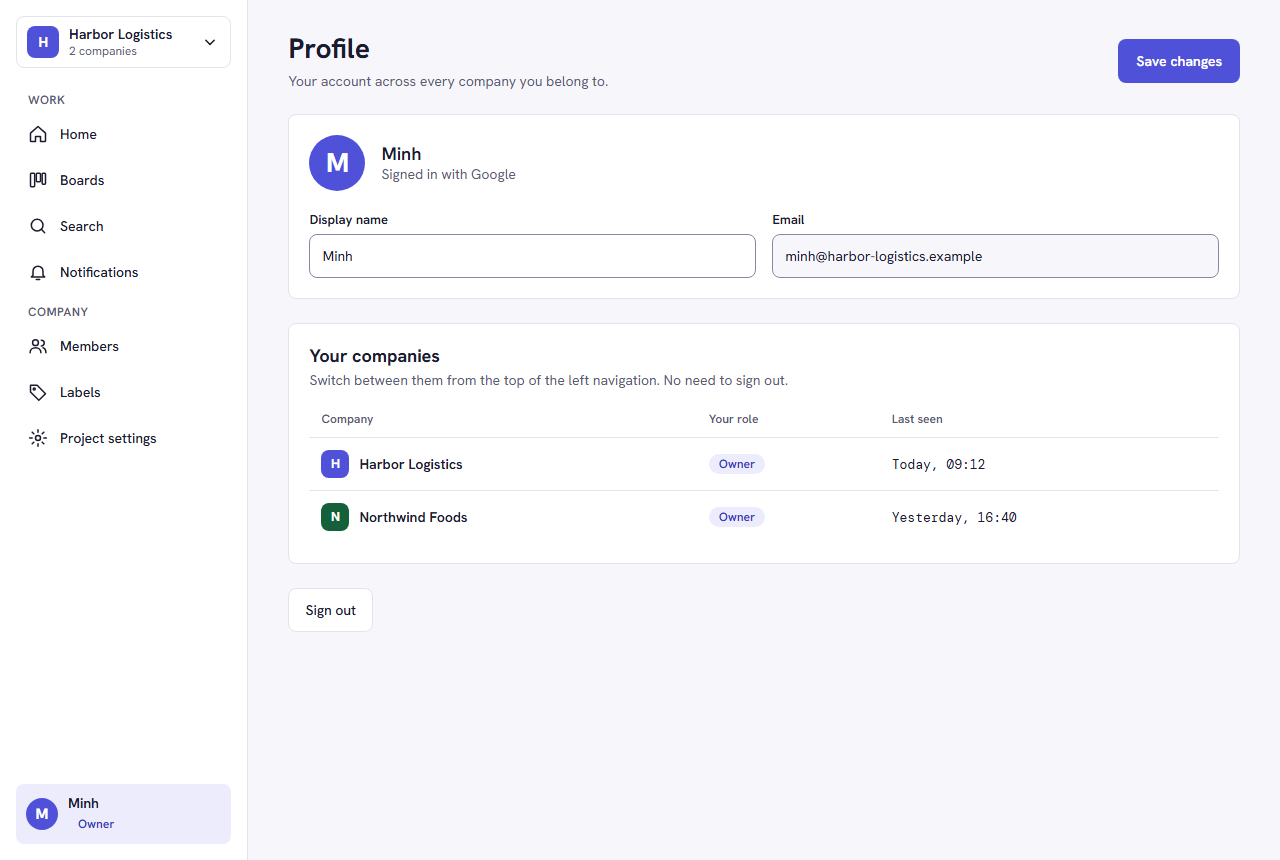 H
Harbor Logistics
2 companies
WORK
Home
Boards
Search
Notifications
COMPANY
Members
Labels
Project settings
M
Minh
Owner
Profile
Your account across every company you belong to.
Save changes
M
Minh
Signed in with Google
Display name
Email
Minh
minh@harbor-logistics.example
Your companies
Switch between them from the top of the left navigation. No need to sign out.
Company Your role Last seen
H Harbor Logistics Owner Today, 09:12
N Northwind Foods Owner Yesterday, 16:40
Sign out